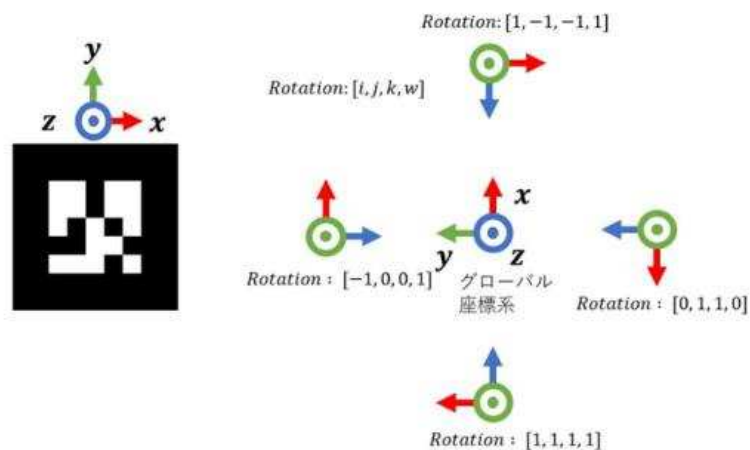 Rotation: [1, −1, −1, 1]
y
Rotation: [i, j, k, w]
z
x
x
y
z
Rotation : [−1, 0, 0, 1]
グローバル
座標系
Rotation : [0, 1, 1, 0]
Rotation : [1, 1, 1, 1]